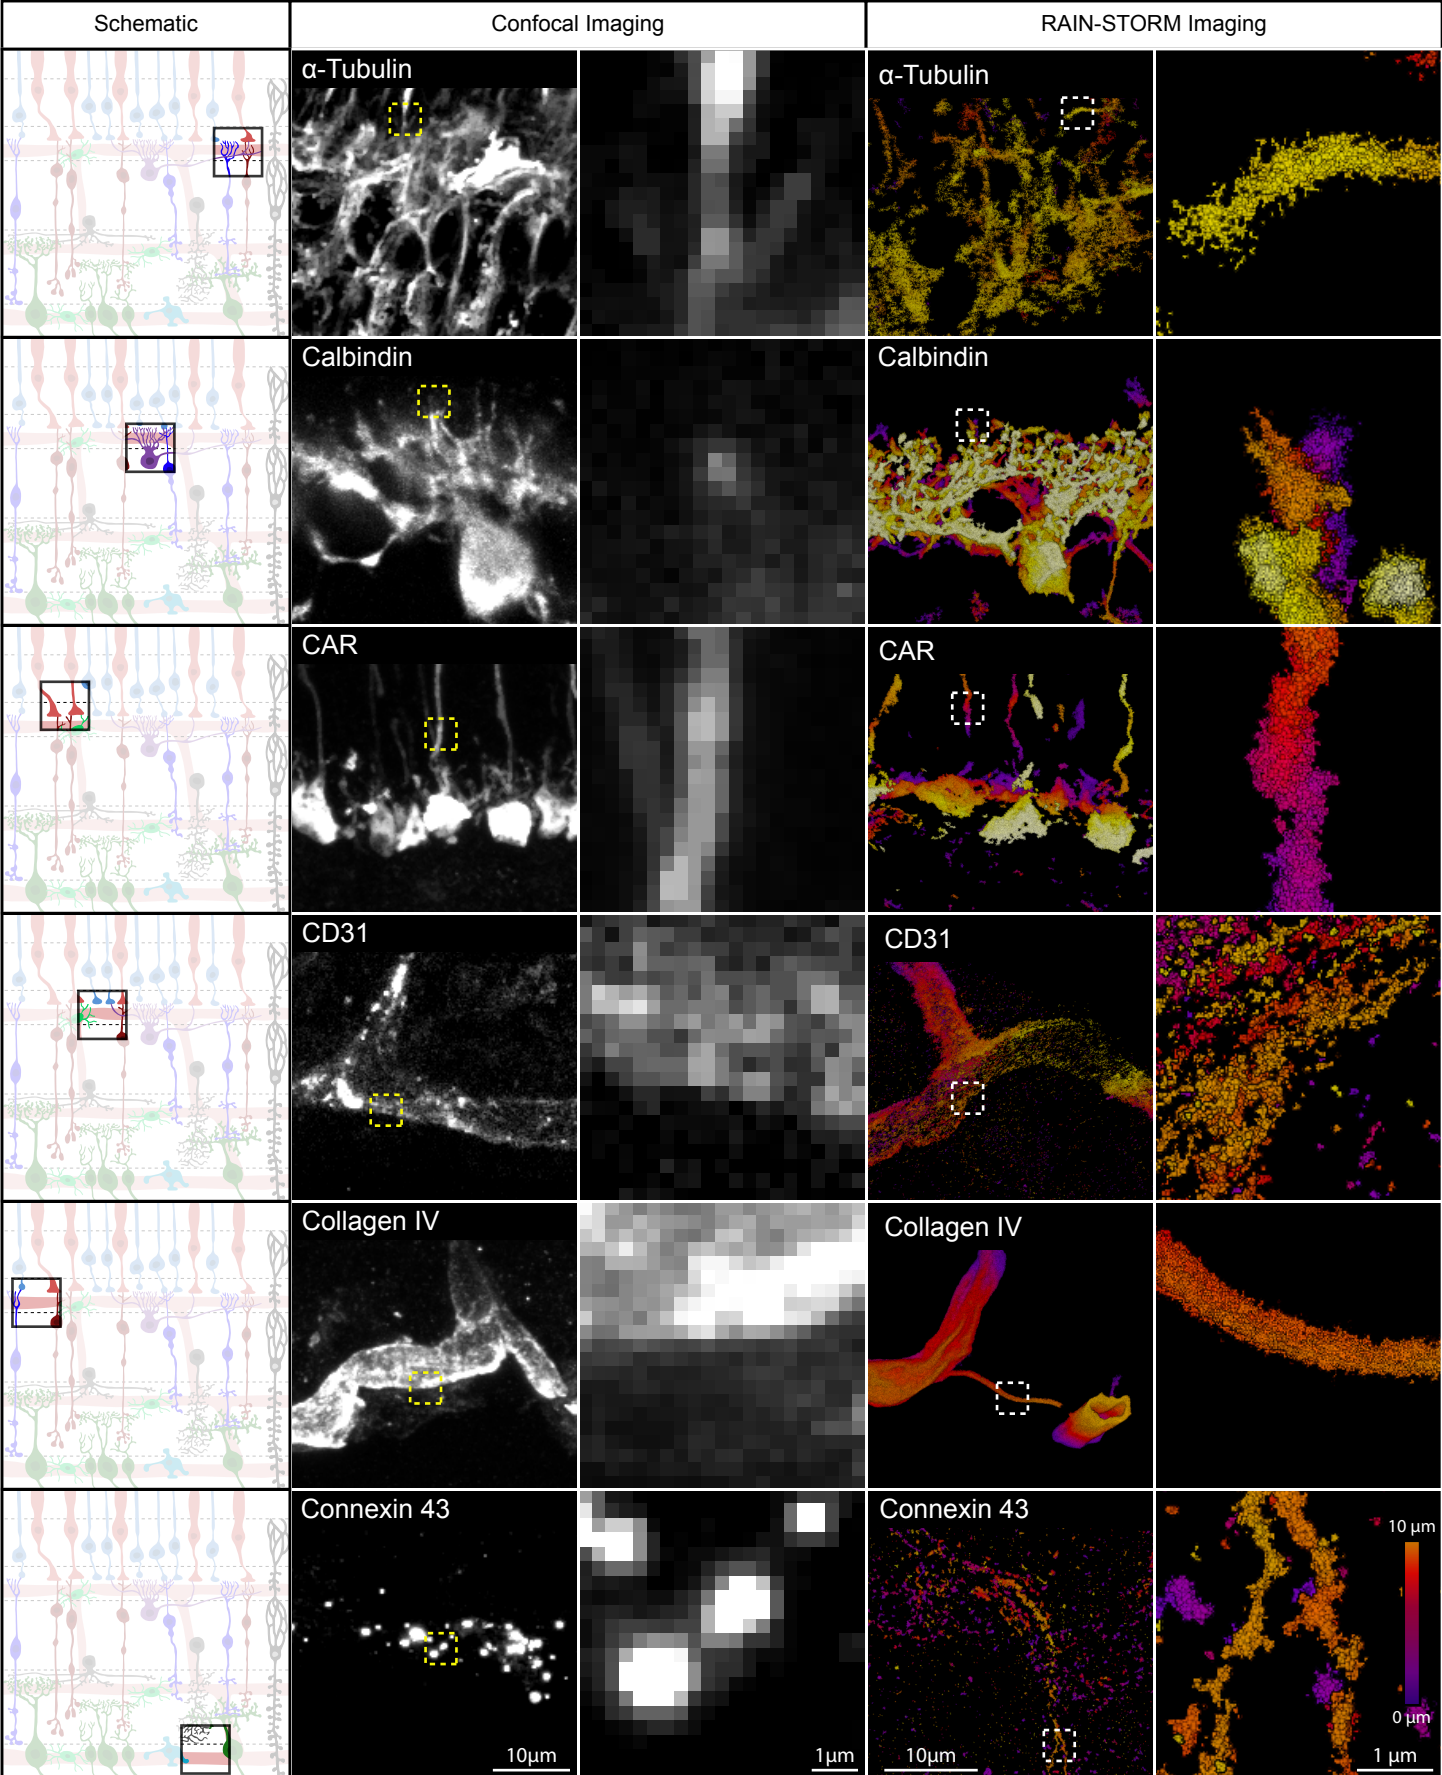 Schematic
Confocal Imaging
RAIN-STORM Imaging
α-Tubulin
α-Tubulin
Calbindin
Calbindin
CAR
CAR
CD31
CD31
Collagen IV
Collagen IV
Connexin 43
Connexin 43
10 µm
0 µm
10µm
1µm
10µm
1 µm